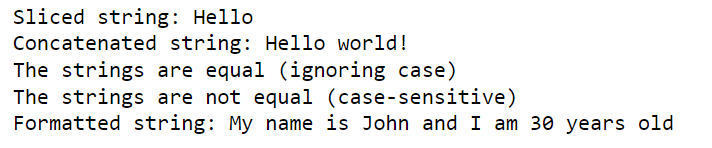 Sliced string: Hello
Concatenated string: Hello world!
The strings are equal (ignoring case)
The strings are not equal (case-sensitive)
Formatted string: My name is John and I am 30 years old